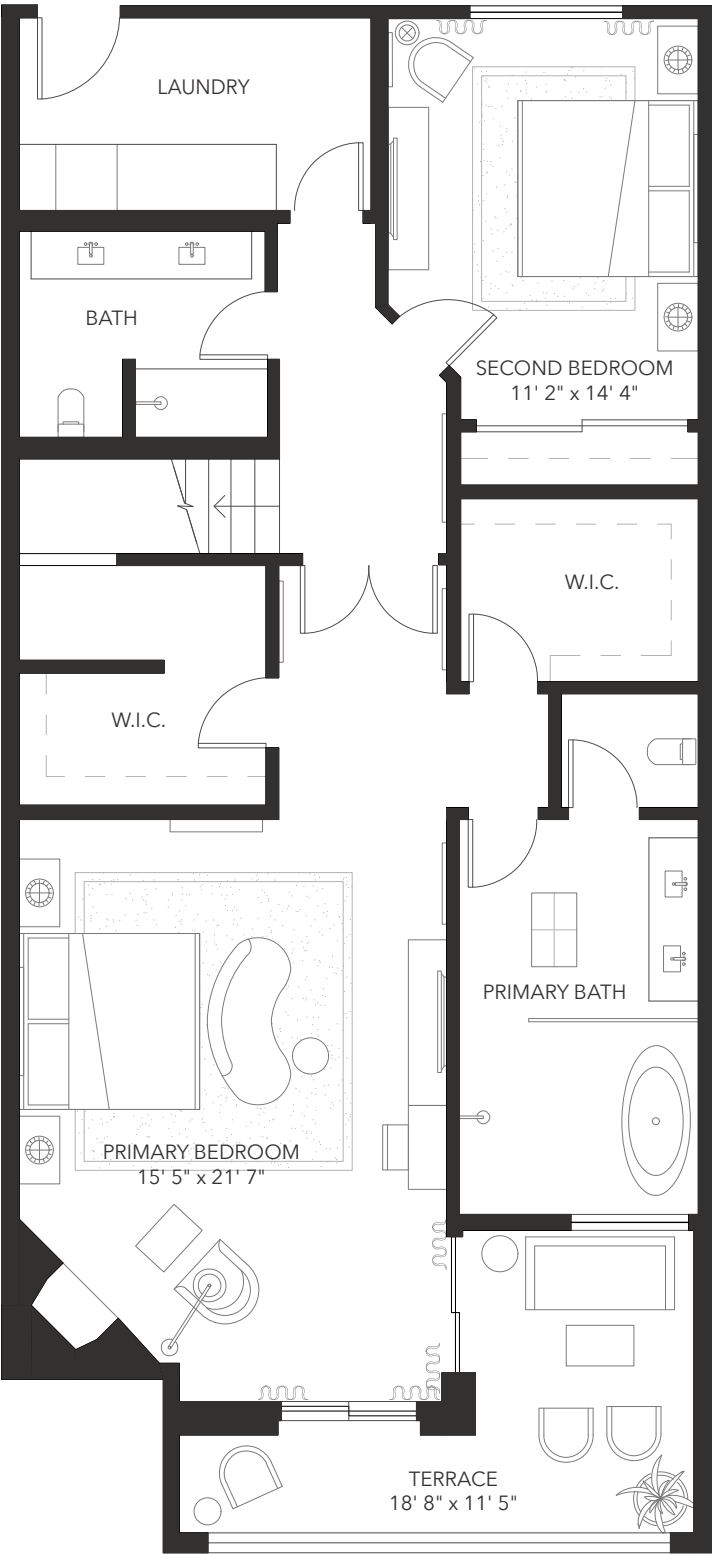 LAUNDRY
BATH
SECOND BEDROOM
11' 2" x 14' 4"
W.I.C.
W.I.C.
PRIMARY BATH
PRIMARY BEDROOM
15' 5" x 21' 7"
TERRACE
18' 8" x 11' 5"